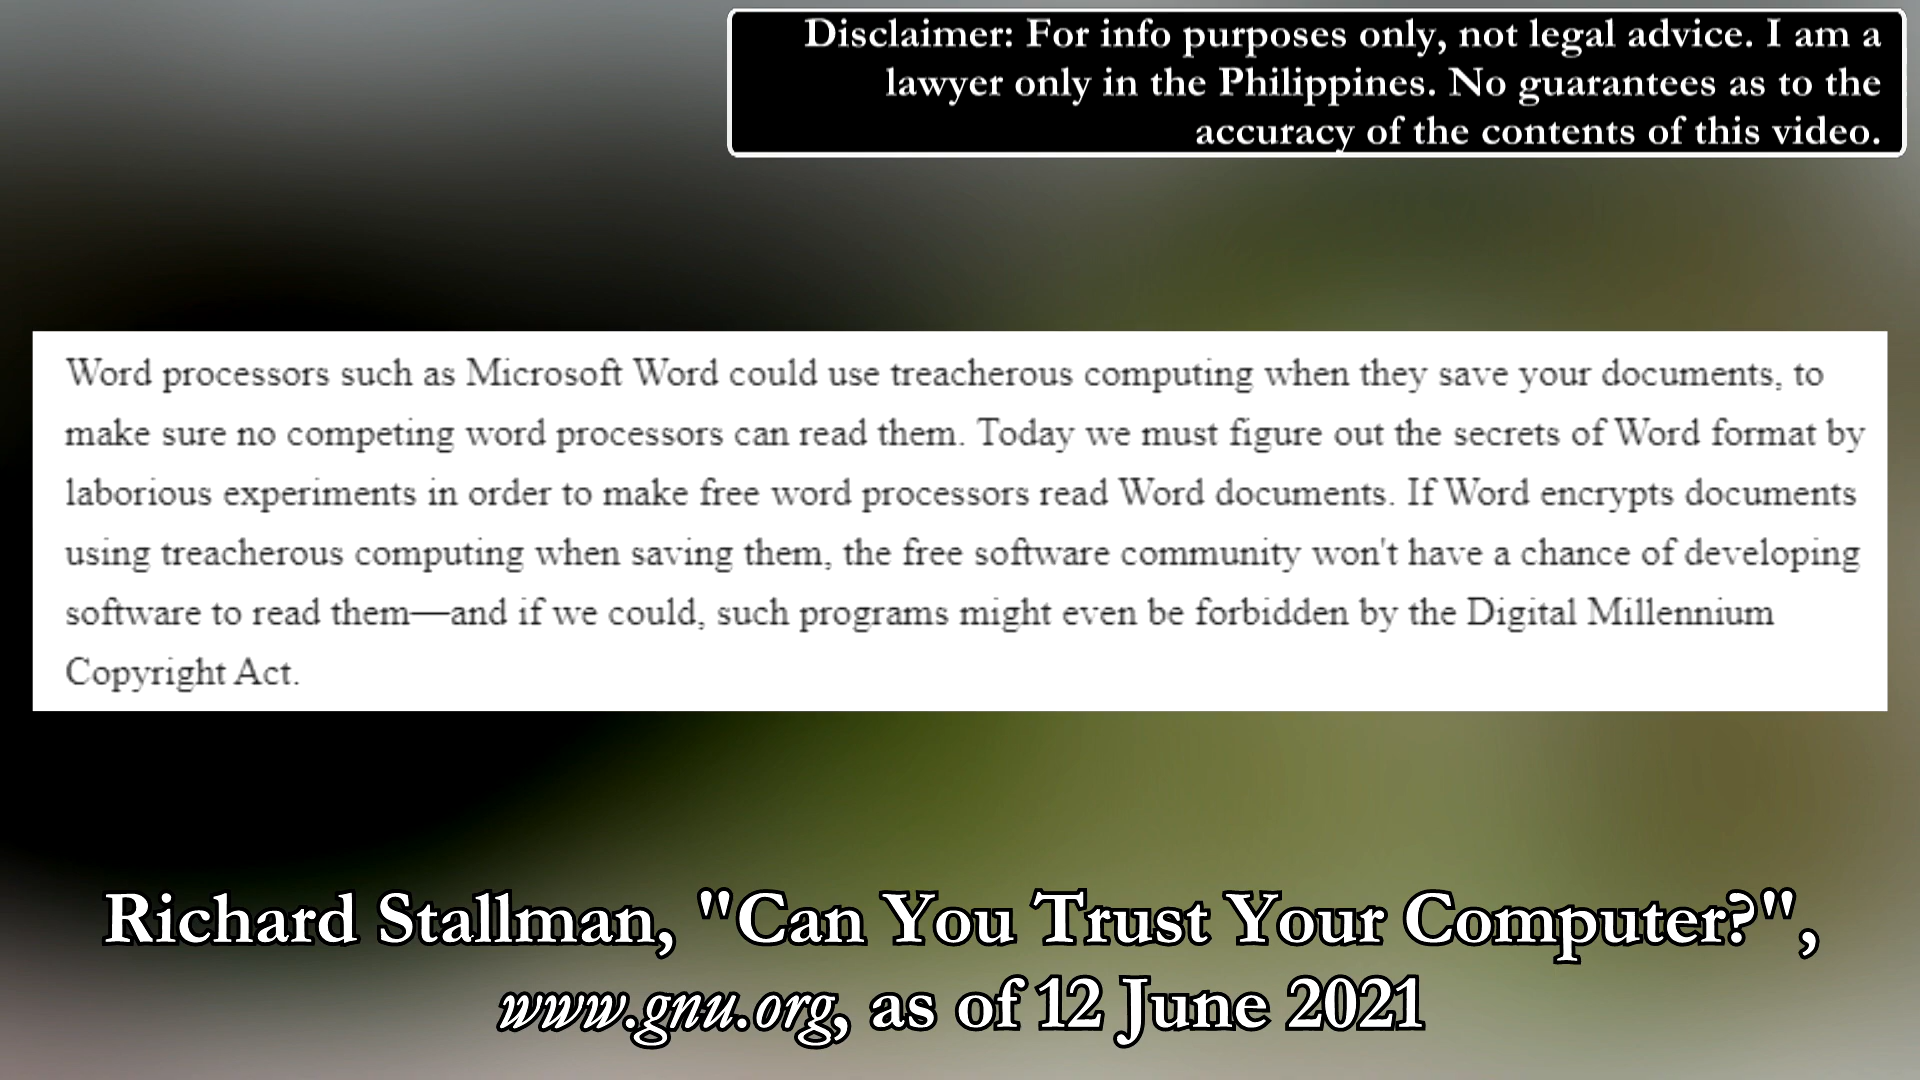 Disclaimer: For info purposes only, not legal advice. I am a
lawyer only in the Philippines. No guarantees as to the
accuracy of the contents of this video.
Word processors such as Microsoft Word could use treacherous computing when they save your documents, to
make sure no competing word processors can read them. Today we must figure out the secrets of Word format by
laborious experiments in order to make free word processors read Word documents. If Word encrypts documents
using treacherous computing when saving them, the free software community won't have a chance of developing
software to read them—and if we could, such programs might even be forbidden by the Digital Millennium
Copyright Act.
Richard Stallman, "Can You Trust Your Computer?",
www.gnu.org, as of 12 June 2021